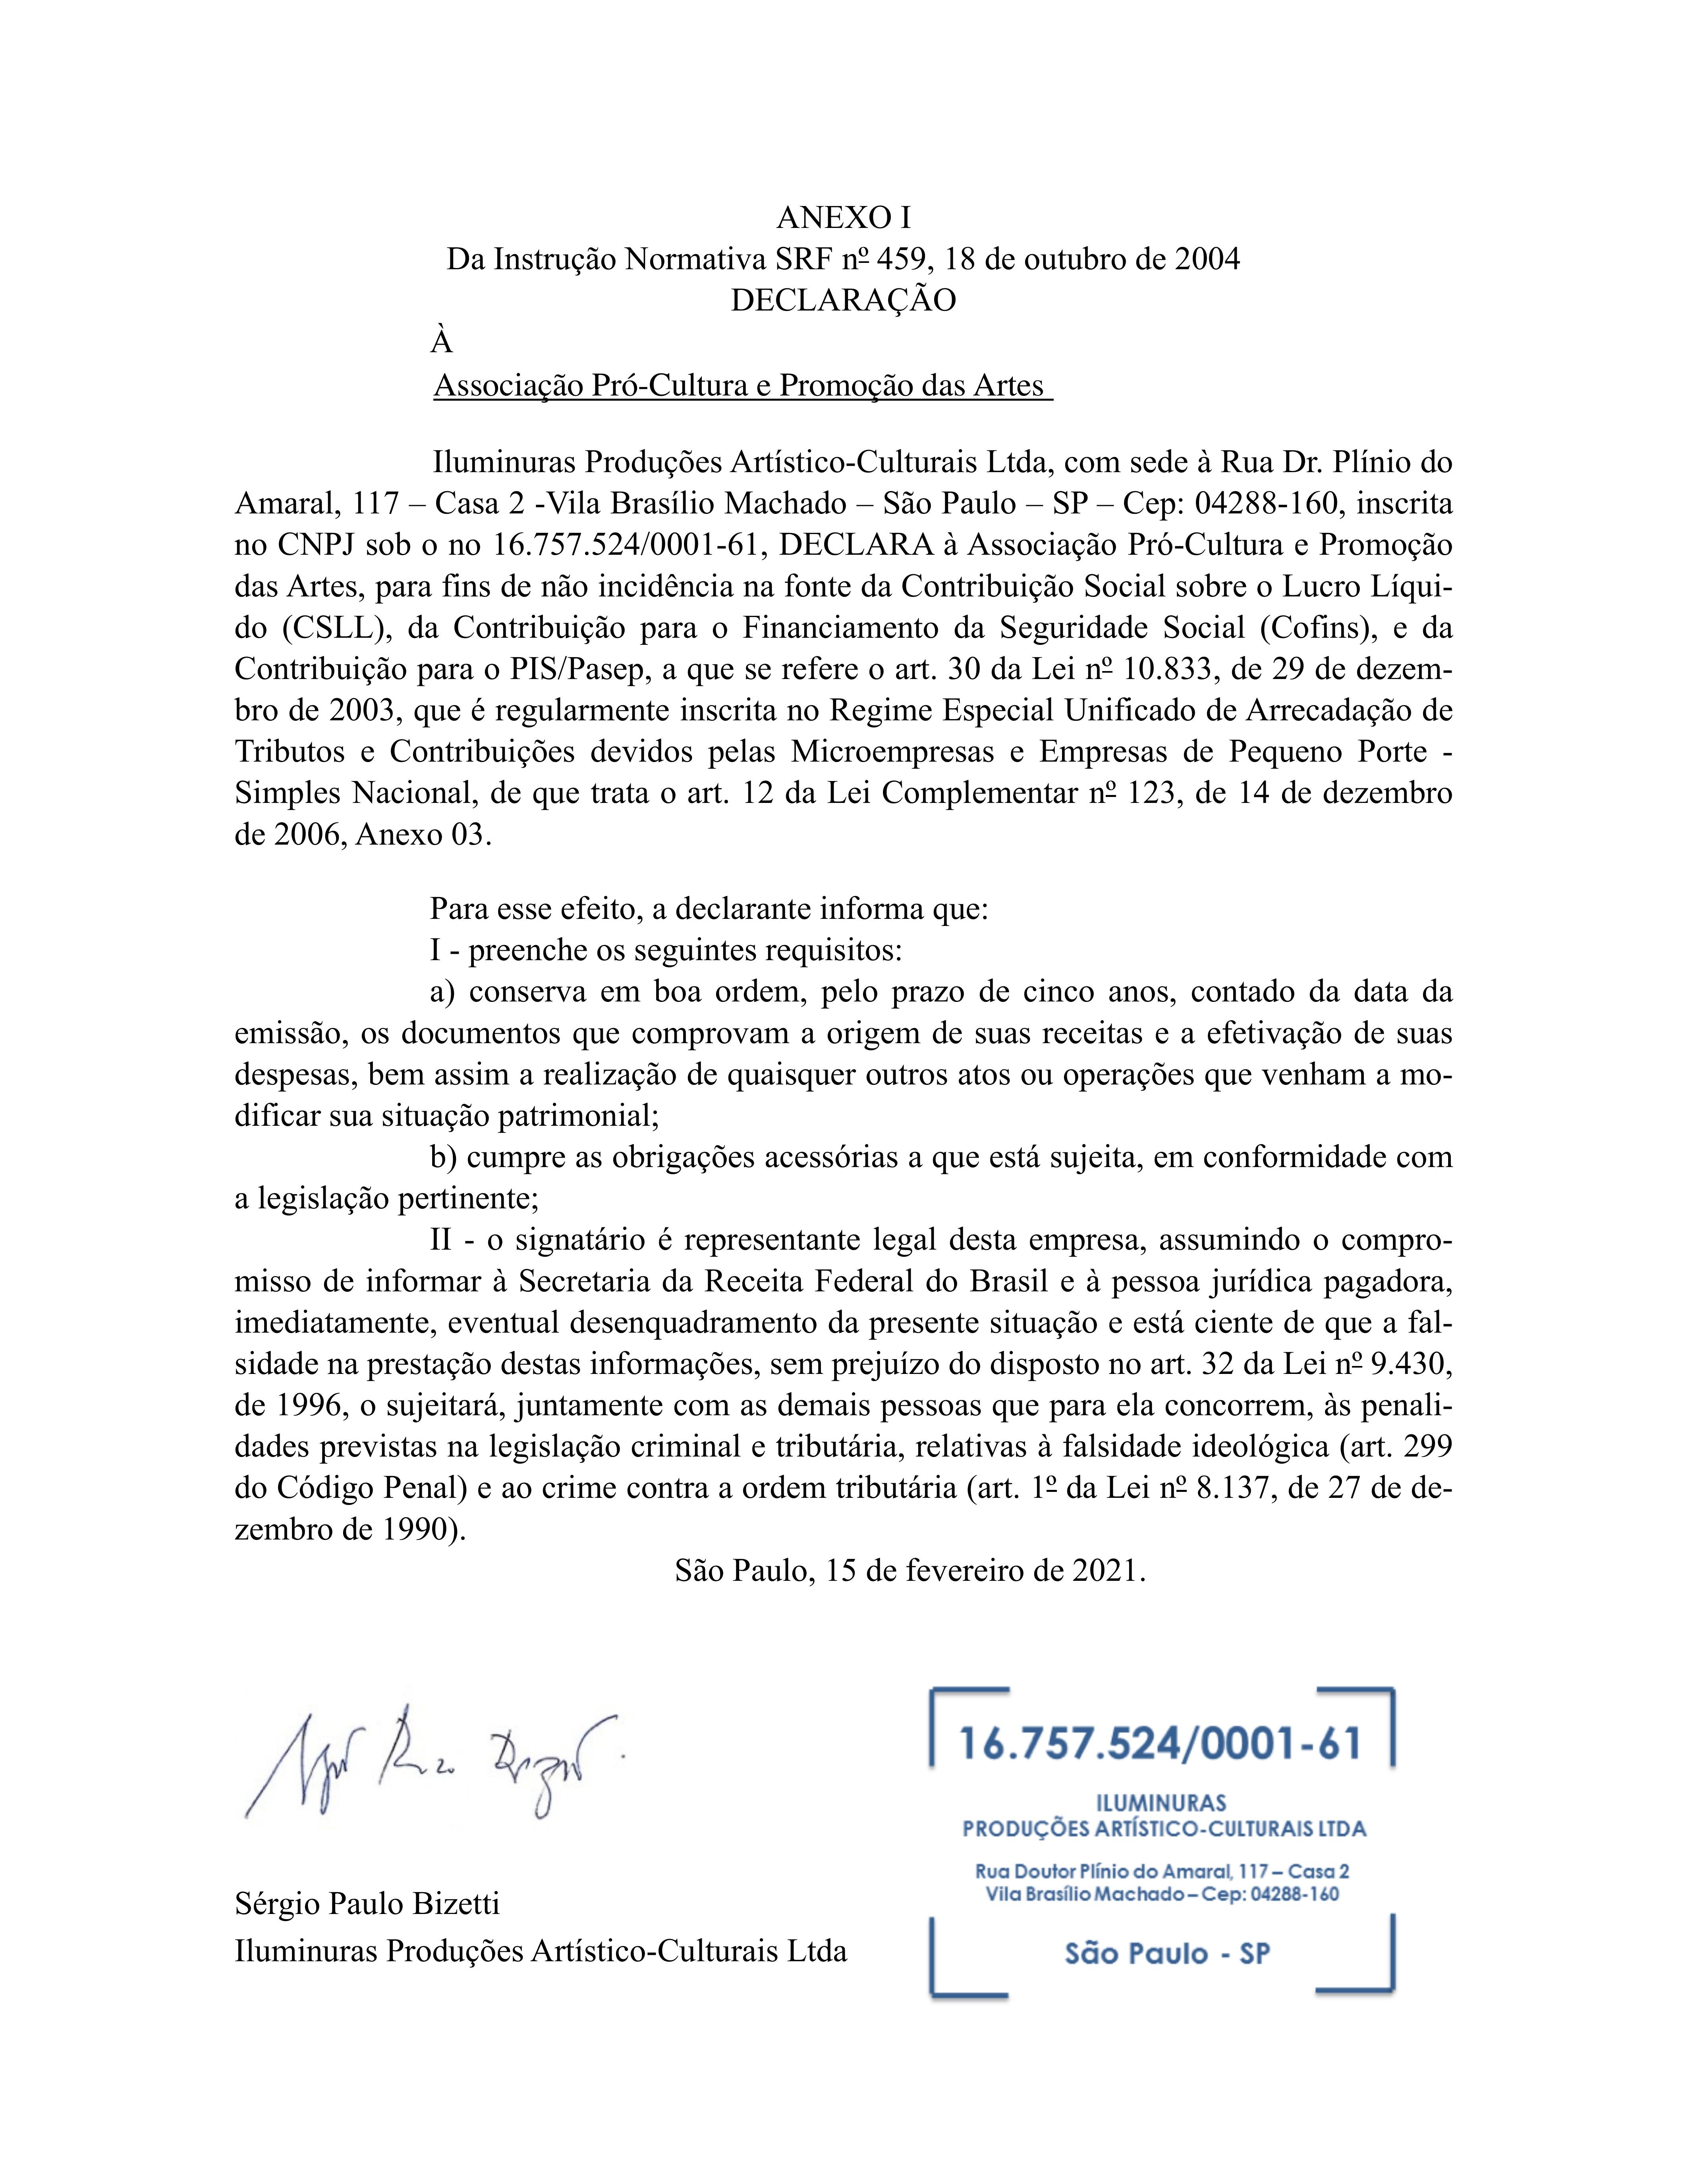 ANEXO I
Da Instrução Normativa SRF nº 459, 18 de outubro de 2004
DECLARAÇÃO
À
Associação Pró-Cultura e Promoção das Artes
Iluminuras Produções Artístico-Culturais Ltda, com sede à Rua Dr. Plínio do
Amaral, 117 – Casa 2 -Vila Brasílio Machado – São Paulo – SP – Cep: 04288-160, inscrita
no CNPJ sob o no 16.757.524/0001-61, DECLARA à Associação Pró-Cultura e Promoção
das Artes, para fins de não incidência na fonte da Contribuição Social sobre o Lucro Líqui-
do (CSLL), da Contribuição para o Financiamento da Seguridade Social (Cofins), e da
Contribuição para o PIS/Pasep, a que se refere o art. 30 da Lei nº 10.833, de 29 de dezem-
bro de 2003, que é regularmente inscrita no Regime Especial Unificado de Arrecadação de
Tributos e Contribuições devidos pelas Microempresas e Empresas de Pequeno Porte -
Simples Nacional, de que trata o art. 12 da Lei Complementar nº 123, de 14 de dezembro
de 2006, Anexo 03.
Para esse efeito, a declarante informa que:
I - preenche os seguintes requisitos:
a) conserva em boa ordem, pelo prazo de cinco anos, contado da data da
emissão, os documentos que comprovam a origem de suas receitas e a efetivação de suas
despesas, bem assim a realização de quaisquer outros atos ou operações que venham a mo-
dificar sua situação patrimonial;
b) cumpre as obrigações acessórias a que está sujeita, em conformidade com
a legislação pertinente;
II - o signatário é representante legal desta empresa, assumindo o compro-
misso de informar à Secretaria da Receita Federal do Brasil e à pessoa jurídica pagadora,
imediatamente, eventual desenquadramento da presente situação e está ciente de que a fal-
sidade na prestação destas informações, sem prejuízo do disposto no art. 32 da Lei nº 9.430,
de 1996, o sujeitará, juntamente com as demais pessoas que para ela concorrem, às penali-
dades previstas na legislação criminal e tributária, relativas à falsidade ideológica (art. 299
do Código Penal) e ao crime contra a ordem tributária (art. 1º da Lei nº 8.137, de 27 de de-
zembro de 1990).
São Paulo, 15 de fevereiro de 2021.
Sérgio Paulo Bizetti
Iluminuras Produções Artístico-Culturais Ltda
16.757.524/0001-61
ILUMINURAS
PRODUÇÕES ARTÍSTICO-CULTURAIS LTDA
Rua Doutor Plínio do Amaral, 117 – Casa 2
Vila Brasílio Machado – Cep: 04288-160
São Paulo - SP